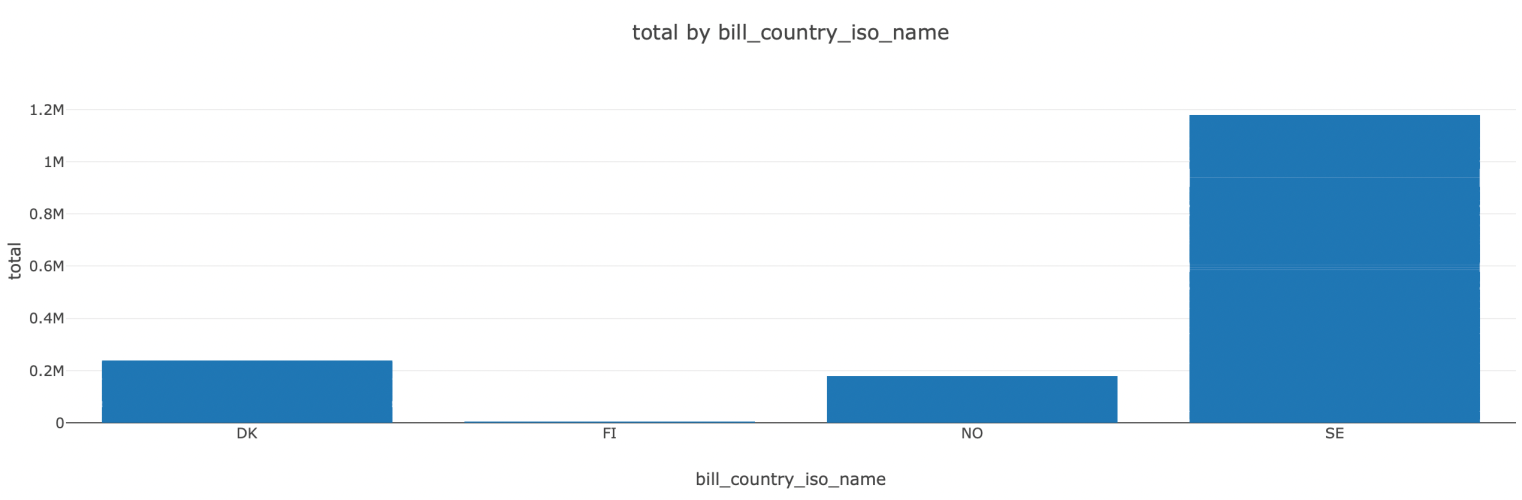 total by bill_country_iso_name
1.2M
1M
0.8M
0.6M
0.4M
0.2M
0
total
DK
FI
NO
SE
bill_country_iso_name